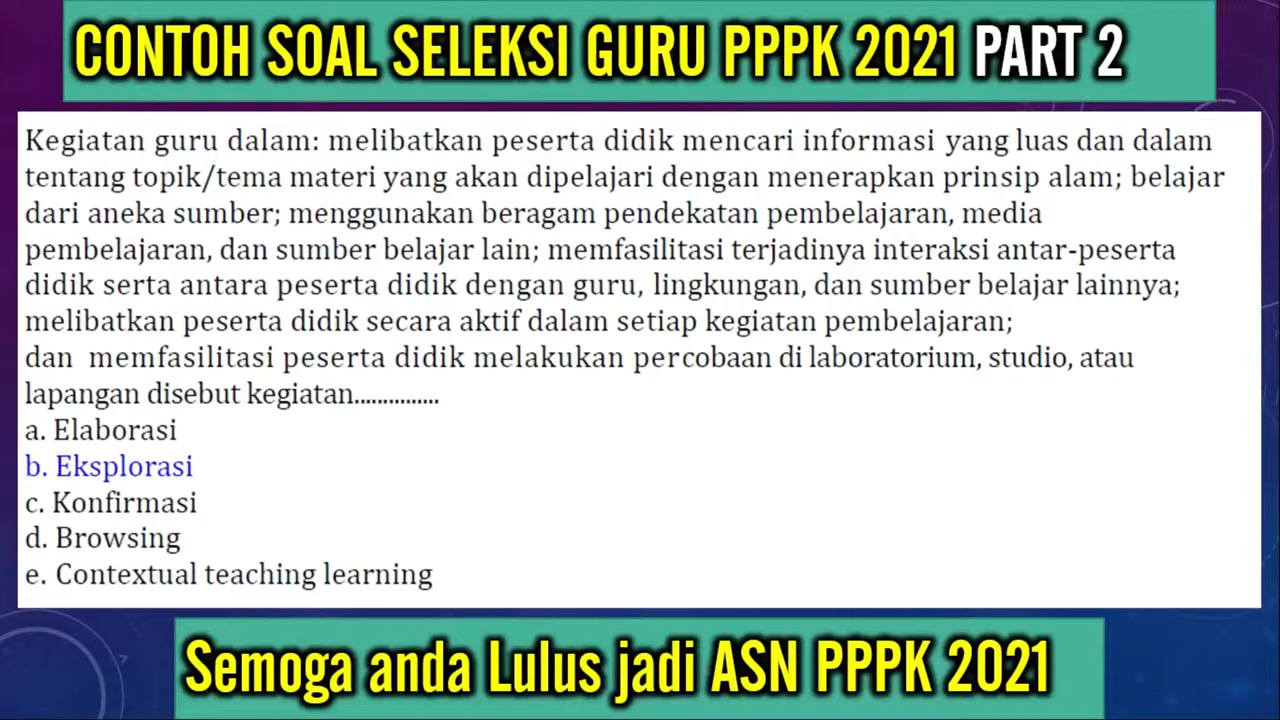 CONTOH SOAL SELEKSI GURU PPPK 2021 PART 2
Kegiatan guru dalam: melibatkan peserta didik mencari informasi yang luas dan dalam
tentang topik/tema materi yang akan dipelajari dengan menerapkan prinsip alam; belajar
dari aneka sumber; menggunakan beragam pendekatan pembelajaran, media
pembelajaran, dan sumber belajar lain; memfasilitasi terjadinya interaksi antar-peserta
didik serta antara peserta didik dengan guru, lingkungan, dan sumber belajar lainnya;
melibatkan peserta didik secara aktif dalam setiap kegiatan pembelajaran;
dan memfasilitasi peserta didik melakukan percobaan di laboratorium, studio, atau
lapangan disebut kegiatan...............
a. Elaborasi
b. Eksplorasi
c. Konfirmasi
d. Browsing
e. Contextual teaching learning
Semoga anda Lulus jadi ASN PPPK 2021